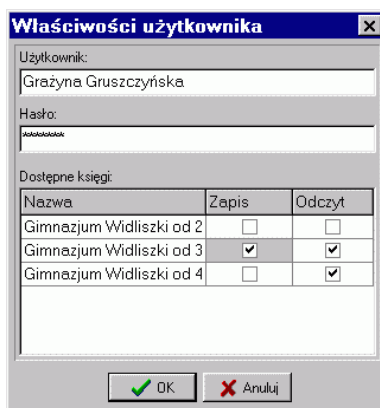 Właściwości użytkownika
Użytkownik:
Grażyna Gruszczyńska
Hasło:
*******
Dostępne księgi:
Nazwa Zapis Odczyt
Gimnazjum Widliszki od 2
Gimnazjum Widliszki od 3
Gimnazjum Widliszki od 4
OK Anuluj